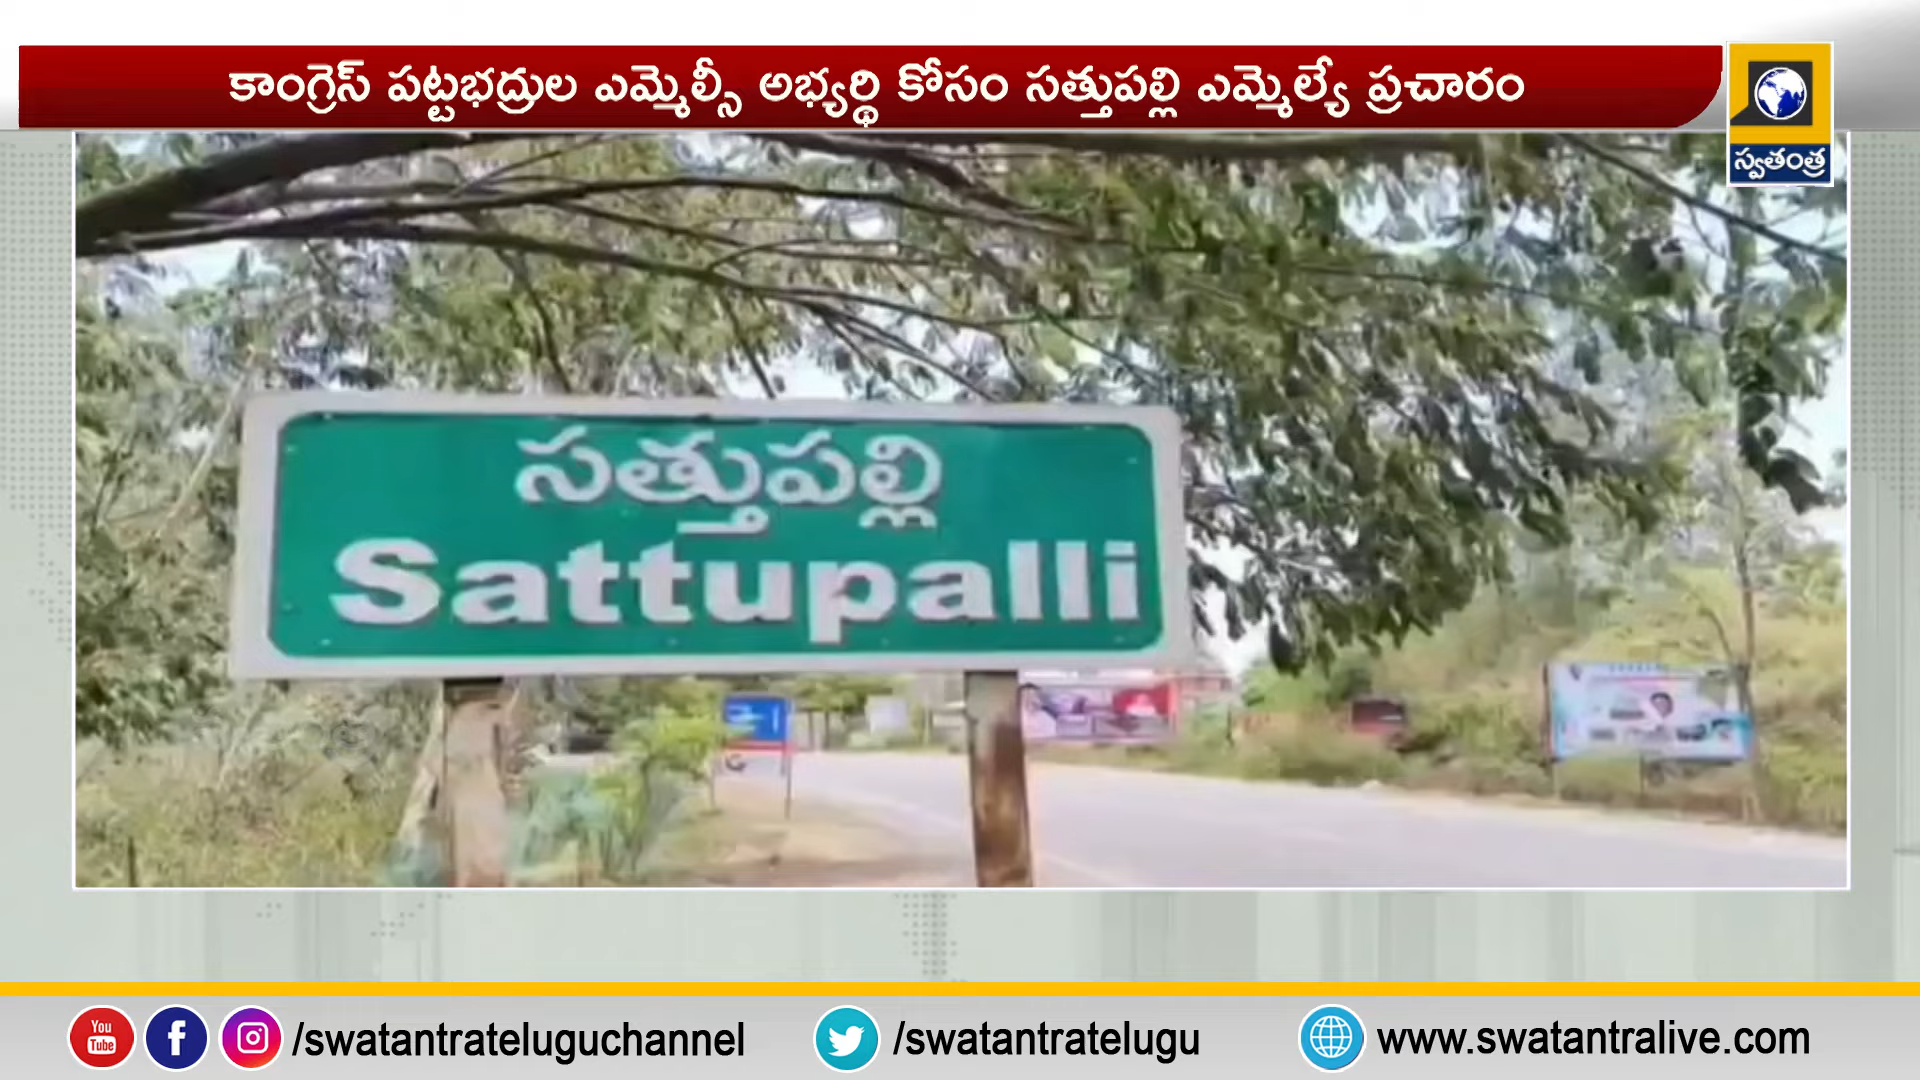 కాంగ్రెస్ పట్టభద్రుల ఎమ్మెల్సీ అభ్యర్థి కోసం సత్తుపల్లి ఎమ్మెల్యే ప్రచారం
స్వతంత్ర
సత్తుపల్లి
Sattupalli
You
Tube
/swatantrateluguchannel
/swatantratelugu
www.swatantralive.com